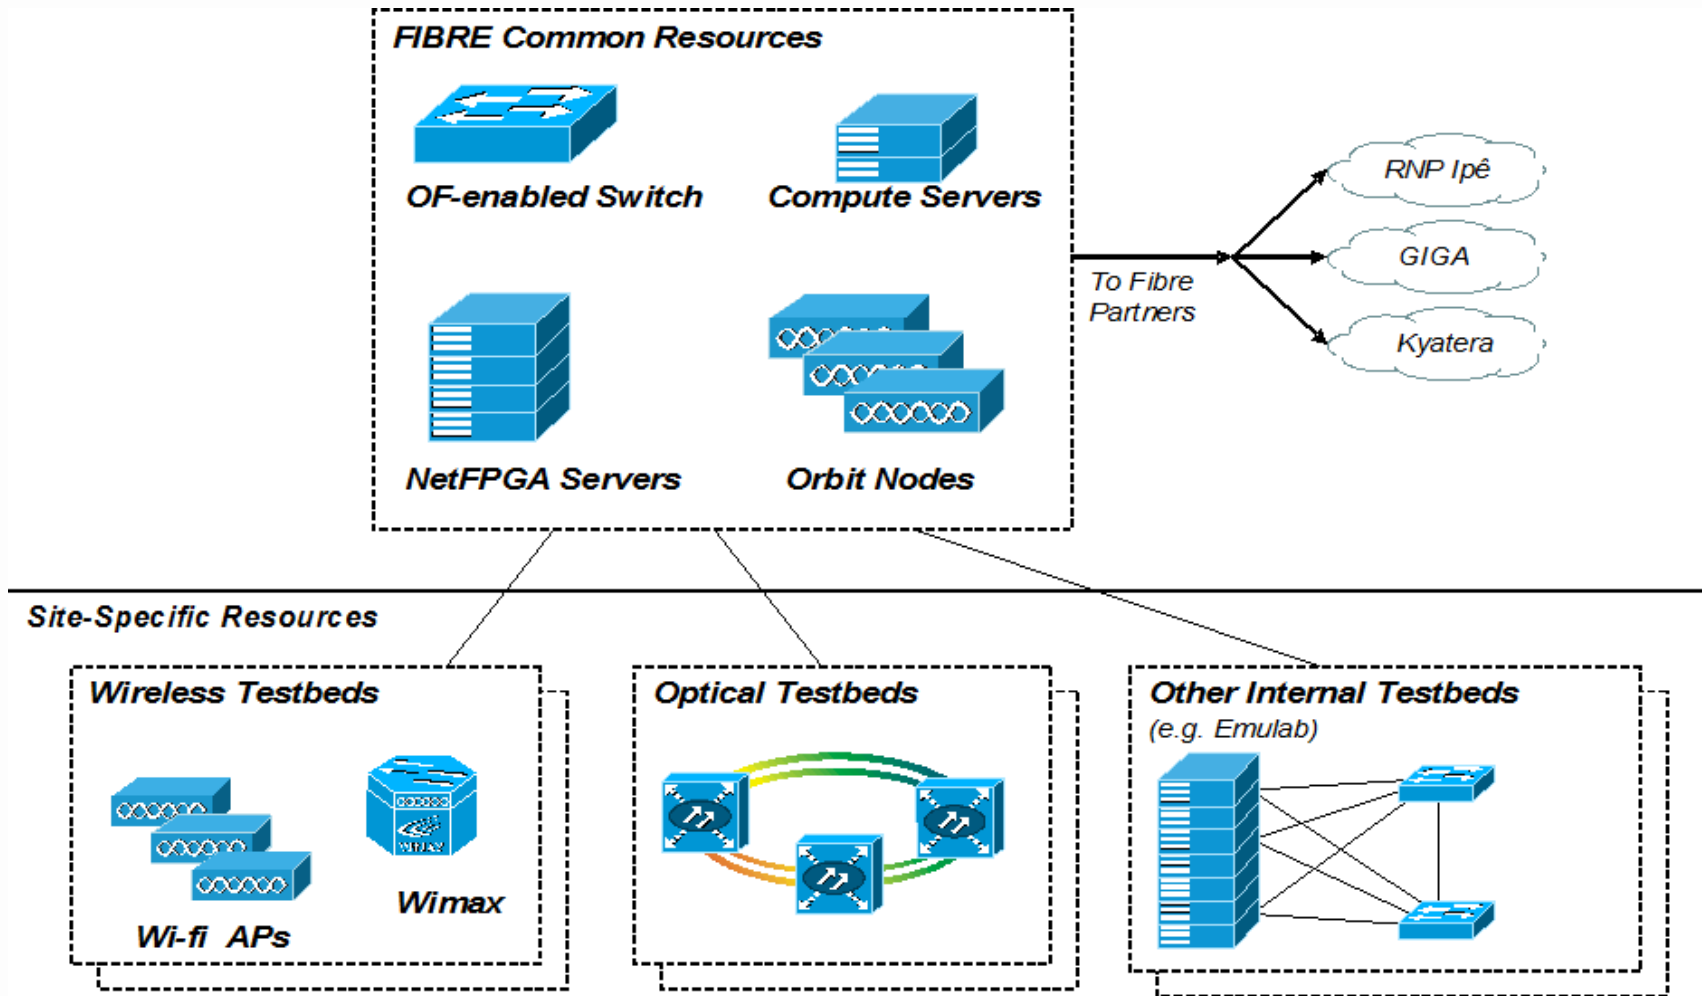 FIBRE Common Resources
OF-enabled Switch
Compute Servers
NetFPGA Servers
Orbit Nodes
To Fibre
Partners
RNP Ipê
GIGA
Kyatera
Site-Specific Resources
Wireless Testbeds
WIMAX
Wimax
Wi-fi APs
Optical Testbeds
Other Internal Testbeds
(e.g. Emulab)